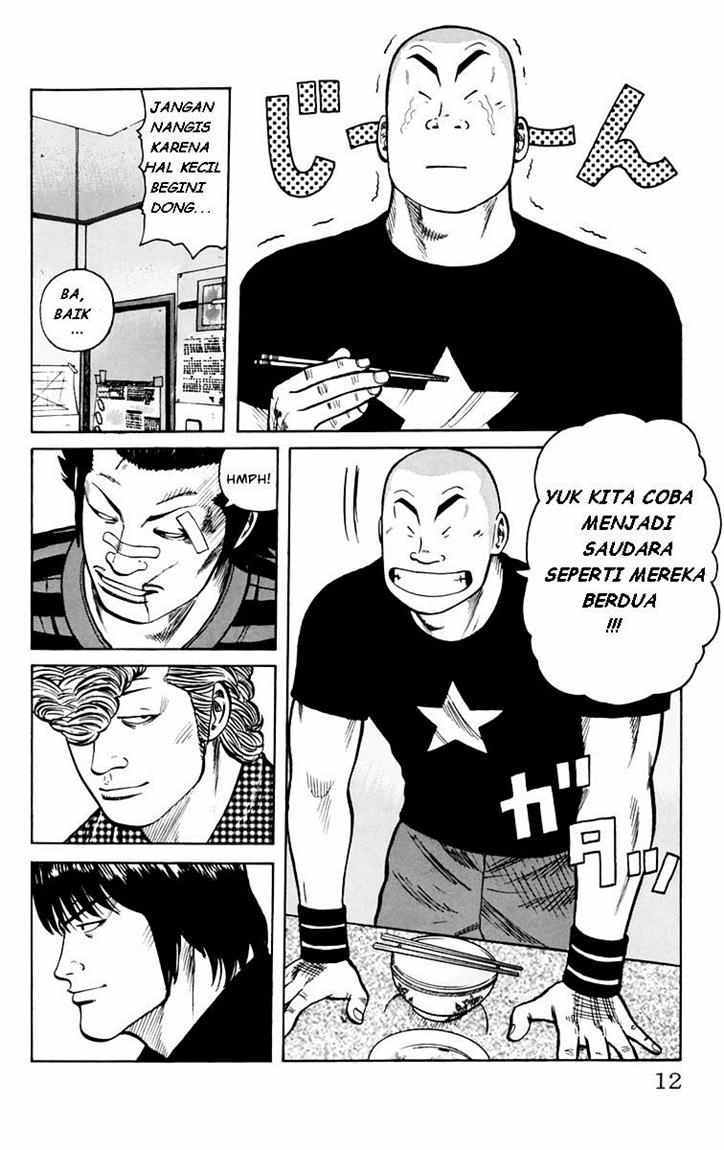 じーーん
JANGAN
NANGIS
KARENA
HAL KECIL
BEGINI
DONG...
BA,
BAIK
...
HMPH!
YUK KITA COBA
MENJADI
SAUDARA
SEPERTI MEREKA
BERDUA
!!!
ガタッ
12